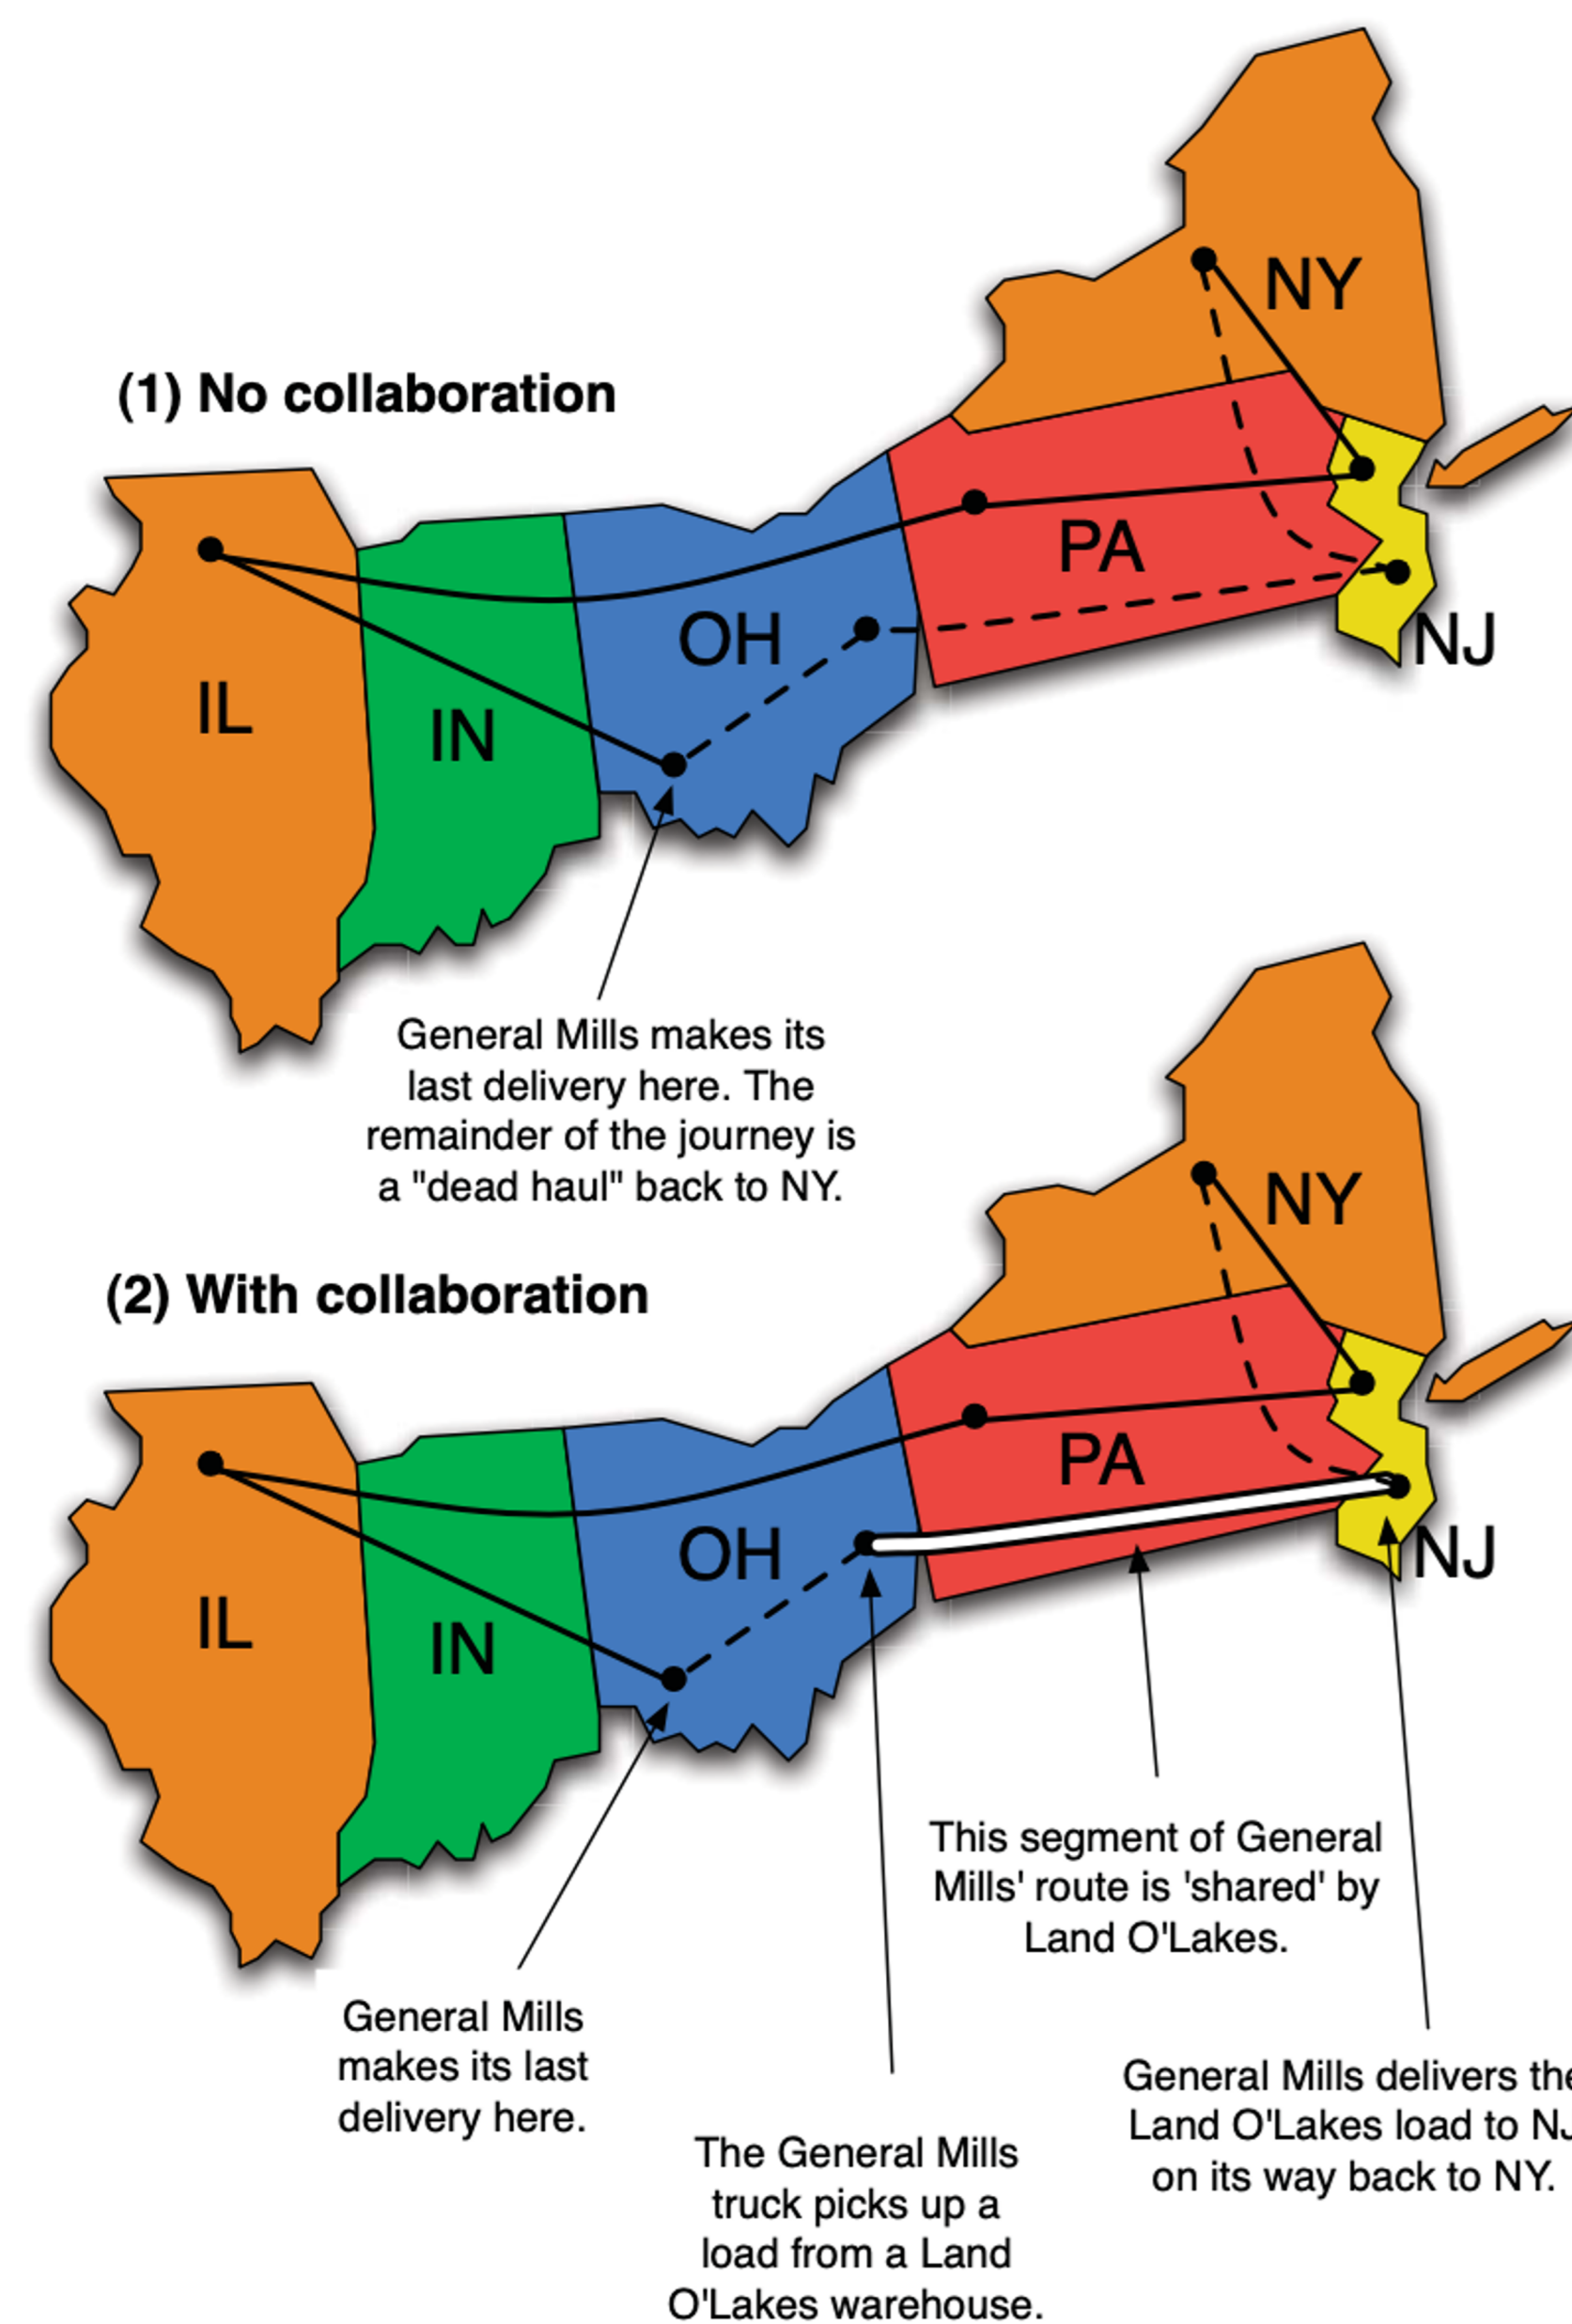 NY
(1) No collaboration
PA
OH
NJ
IL
IN
General Mills makes its
last delivery here. The
remainder of the journey is
a "dead haul" back to NY.
NY
(2) With collaboration
PA
OH
NJ
IL
IN
This segment of General
Mills' route is 'shared' by
Land O'Lakes.
General Mills
makes its last
delivery here.
The General Mills
truck picks up a
load from a Land
O'Lakes warehouse.
General Mills delivers the
Land O'Lakes load to NJ
on its way back to NY.